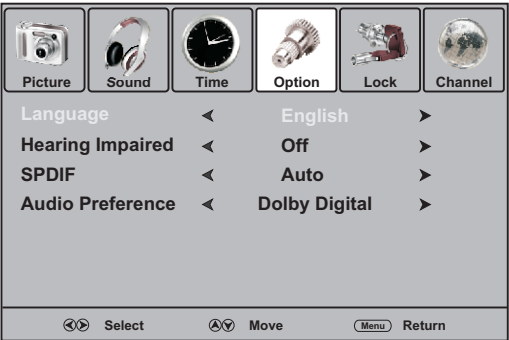 Picture Sound Time Option Lock Channel
Language English
Hearing Impaired Off
SPDIF Auto
Audio Preference Dolby Digital
Select Move Menu Return